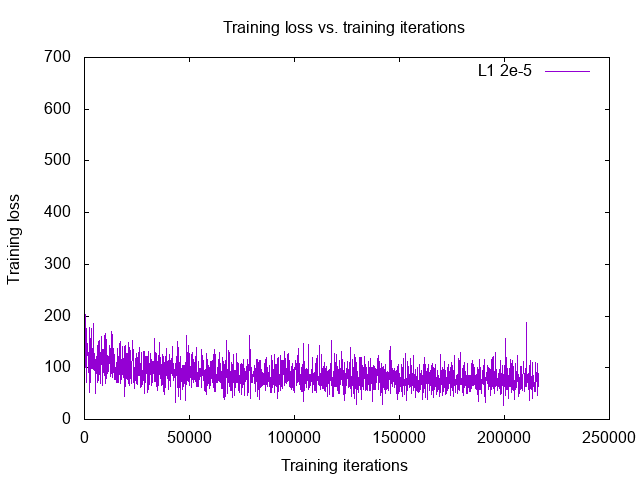 Training loss vs. training iterations
700
600
500
400
300
200
100
0
L1 2e-5
Training loss
0 50000 100000 150000 200000 250000
Training iterations